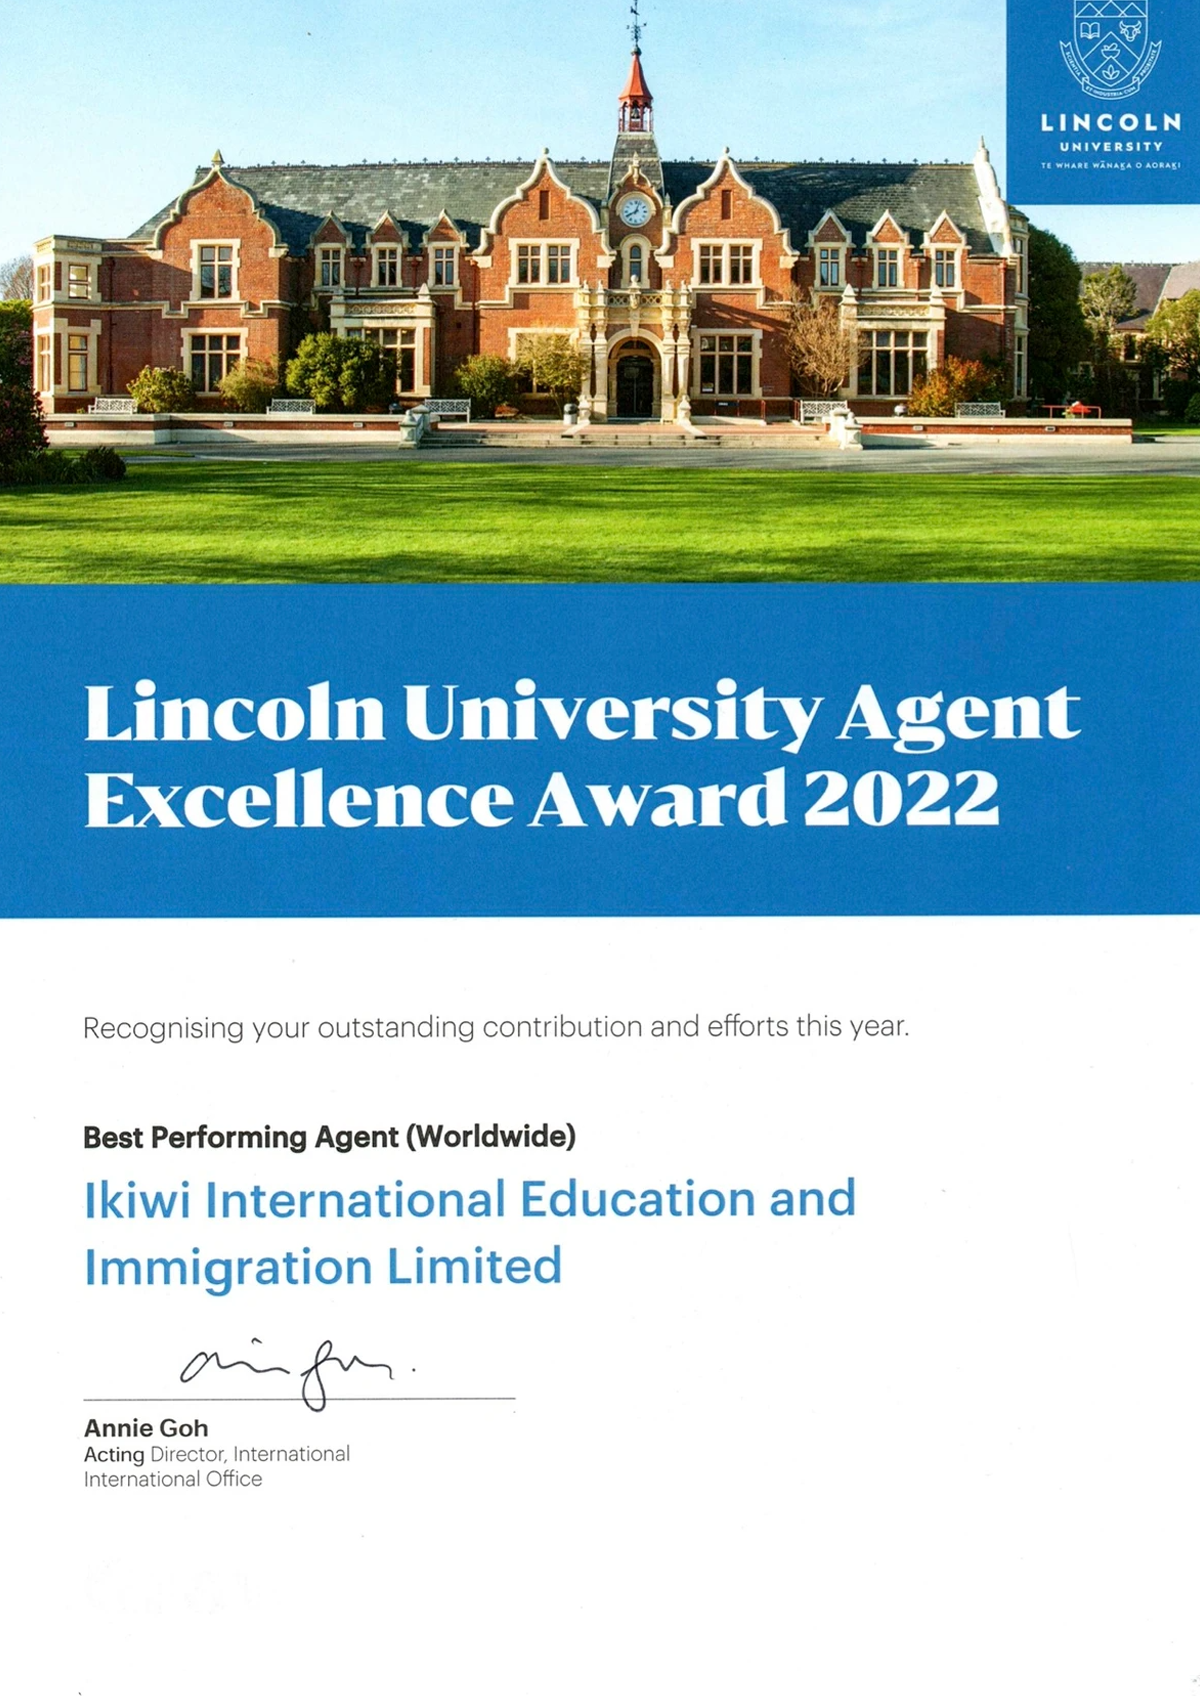 LINCOLN
UNIVERSITY
TE WHARE WĀNAKA O AORAKI
Lincoln University Agent
Excellence Award 2022
Recognising your outstanding contribution and efforts this year.
Best Performing Agent (Worldwide)
Ikiwi International Education and
Immigration Limited
Annie Goh
Acting Director, International
International Office